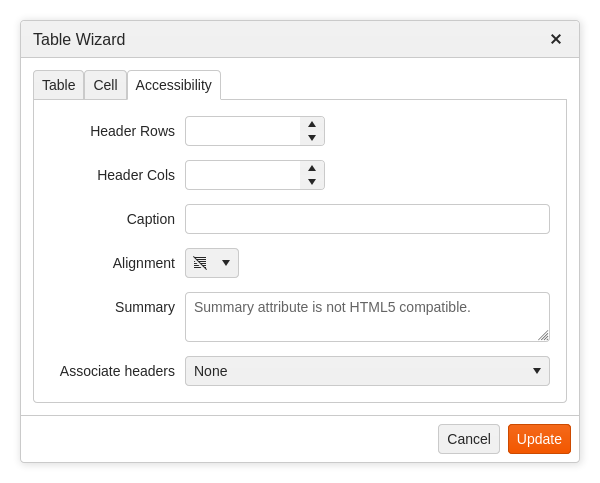 Table Wizard
Table Cell Accessibility
Header Rows
Header Cols
Caption
Alignment
Summary Summary attribute is not HTML5 compatible.
Associate headers None
Cancel Update